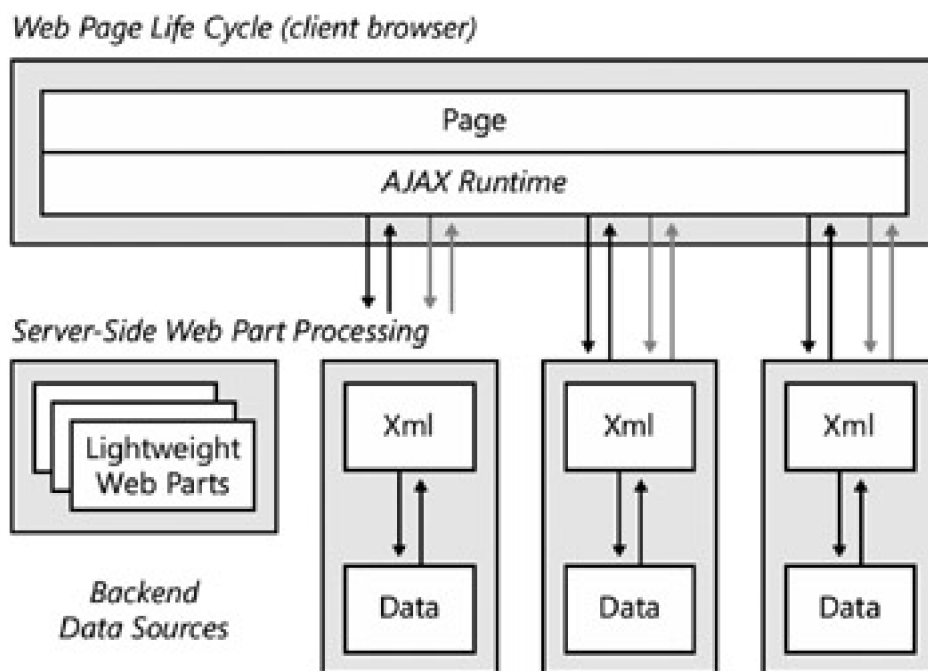 Web Page Life Cycle (client browser)
Page
AJAX Runtime
Server-Side Web Part Processing
Lightweight
Web Parts
Xml
Xml
Xml
Backend
Data Sources
Data
Data
Data